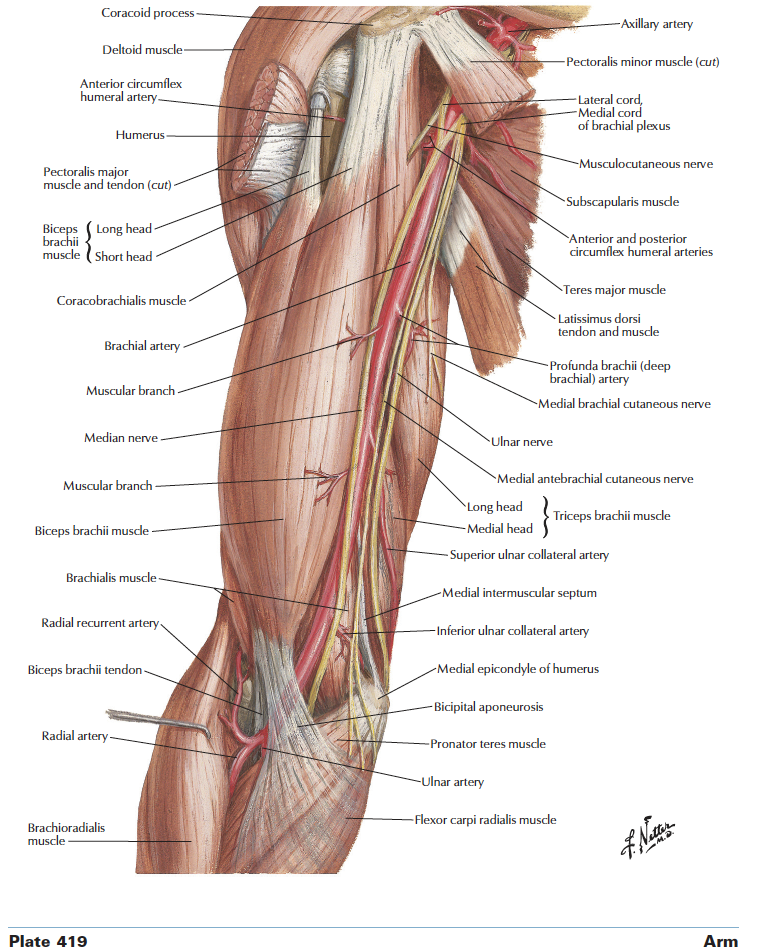 Coracoid process
Deltoid muscle
Anterior circumflex
humeral artery
Humerus
Pectoralis major
muscle and tendon (cut)
Biceps
brachii
muscle
Long head
Short head
Coracobrachialis muscle
Brachial artery
Muscular branch
Median nerve
Muscular branch
Biceps brachii muscle
Brachialis muscle
Radial recurrent artery
Biceps brachii tendon
Radial artery
Brachioradialis
muscle
Axillary artery
Pectoralis minor muscle (cut)
Lateral cord,
Medial cord
of brachial plexus
Musculocutaneous nerve
Subscapularis muscle
Anterior and posterior
circumflex humeral arteries
Teres major muscle
Latissimus dorsi
tendon and muscle
Profunda brachii (deep
brachial) artery
Medial brachial cutaneous nerve
Ulnar nerve
Medial antebrachial cutaneous nerve
Long head
Medial head
Triceps brachii muscle
Superior ulnar collateral artery
Medial intermuscular septum
Inferior ulnar collateral artery
Medial epicondyle of humerus
Bicipital aponeurosis
Pronator teres muscle
Ulnar artery
Flexor carpi radialis muscle
F. Netter
M.D.
Plate 419
Arm